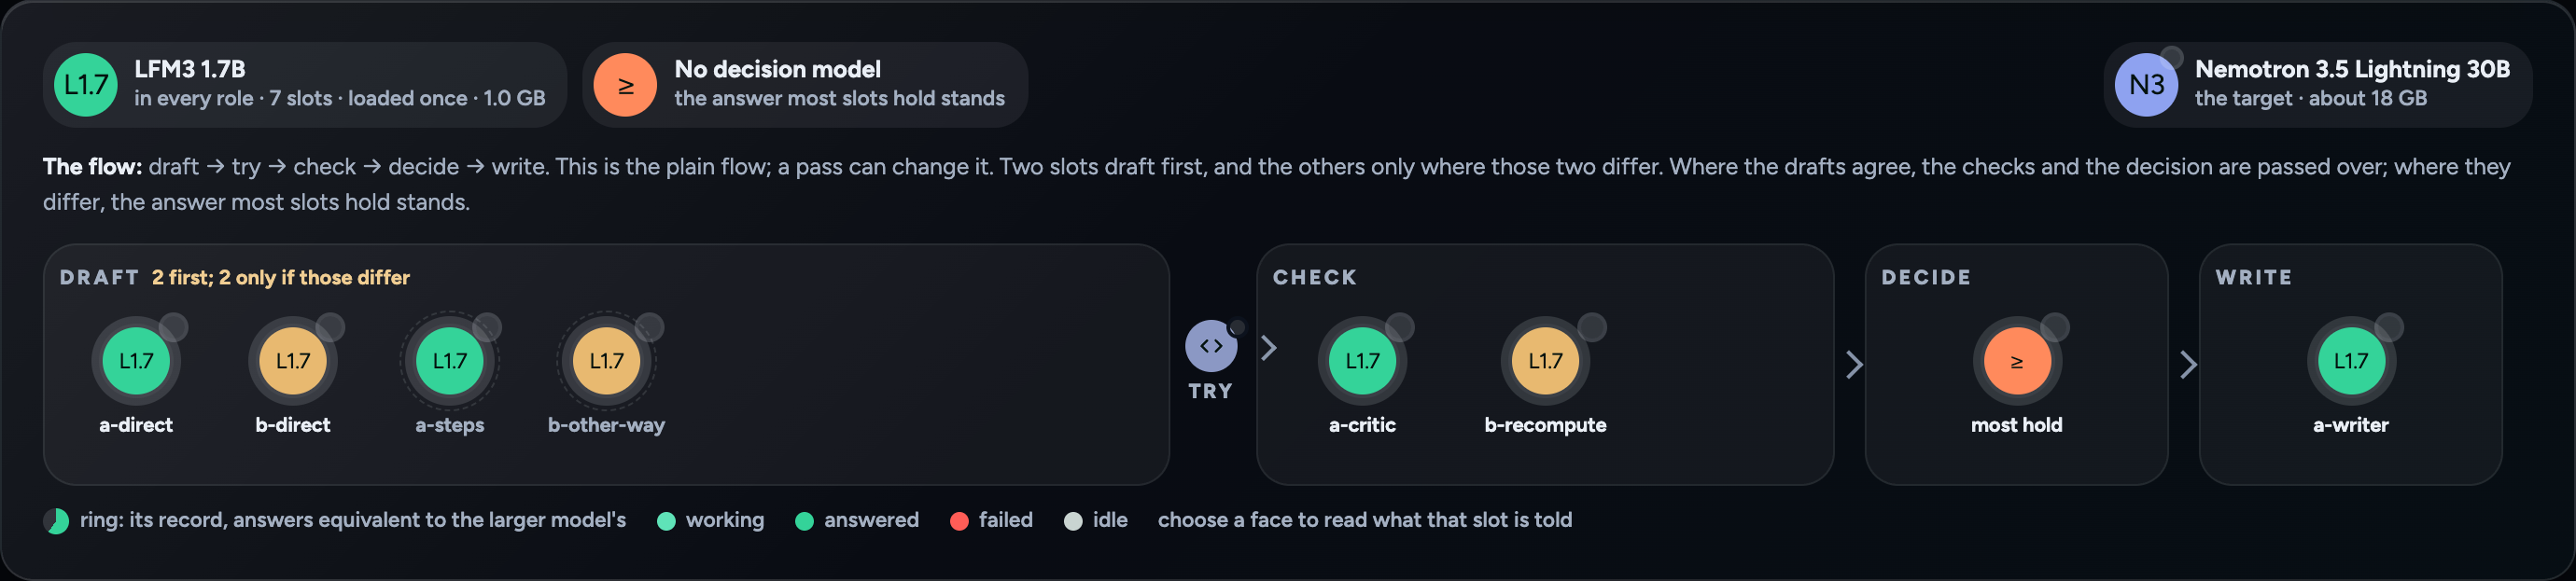 L1.7
LFM3 1.7B
in every role · 7 slots · loaded once · 1.0 GB
≥
No decision model
the answer most slots hold stands
N3
Nemotron 3.5 Lightning 30B
the target · about 18 GB
The flow: draft → try → check → decide → write. This is the plain flow; a pass can change it. Two slots draft first, and the others only where those two differ. Where the drafts agree, the checks and the decision are passed over; where they
differ, the answer most slots hold stands.
DRAFT 2 first; 2 only if those differ
L1.7 L1.7 L1.7 L1.7
a-direct b-direct a-steps b-other-way
<> 
TRY
CHECK
L1.7 L1.7
a-critic b-recompute
DECIDE
≥
most hold
WRITE
L1.7
a-writer
ring: its record, answers equivalent to the larger model's working answered failed idle choose a face to read what that slot is told